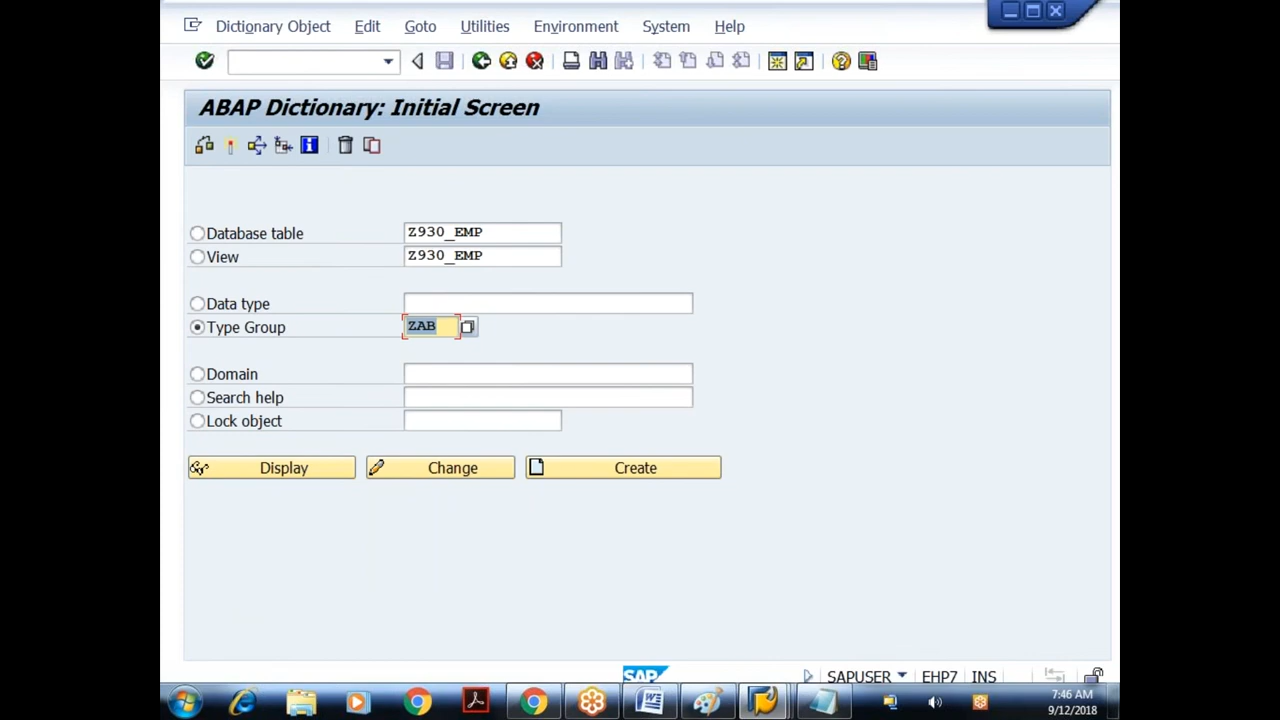 Dictionary Object Edit Goto Utilities Environment System Help
ABAP Dictionary: Initial Screen
Database table Z930_EMP
View Z930_EMP
Data type
Type Group ZAB
Domain
Search help
Lock object
Display Change Create
SAP SAPUSER EHP7 INS
7:46 AM
9/12/2018